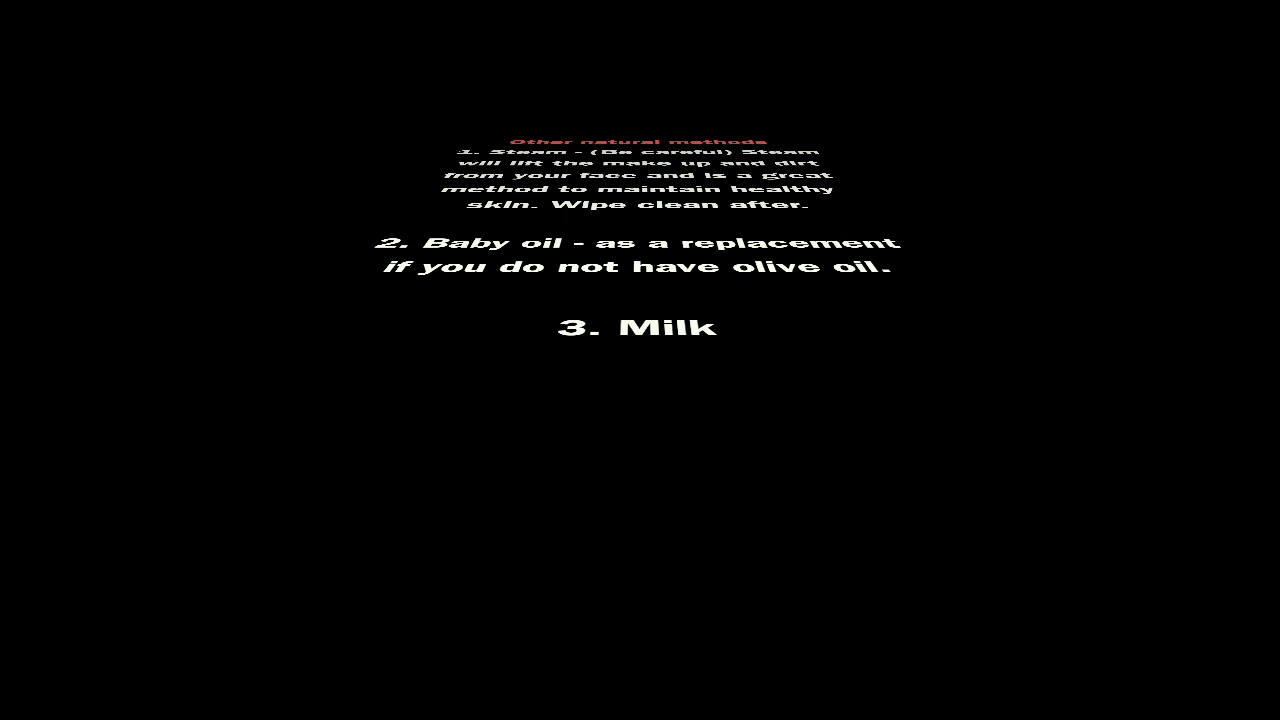 Other natural methods
1. Steam - (Be careful) Steam
will lift the make up and dirt
from your face and is a great
method to maintain healthy
skin. Wipe clean after.
2. Baby oil - as a replacement
if you do not have olive oil.
3. Milk